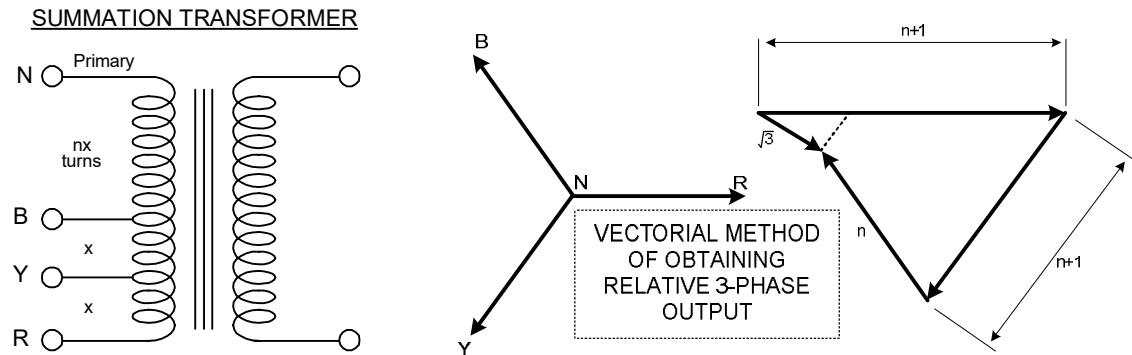 SUMMATION TRANSFORMER
N
Primary
nx
turns
B
x
Y
x
R
B
N
R
Y
VECTORIAL METHOD
OF OBTAINING
RELATIVE 3-PHASE
OUTPUT
n+1
√3
n
n+1